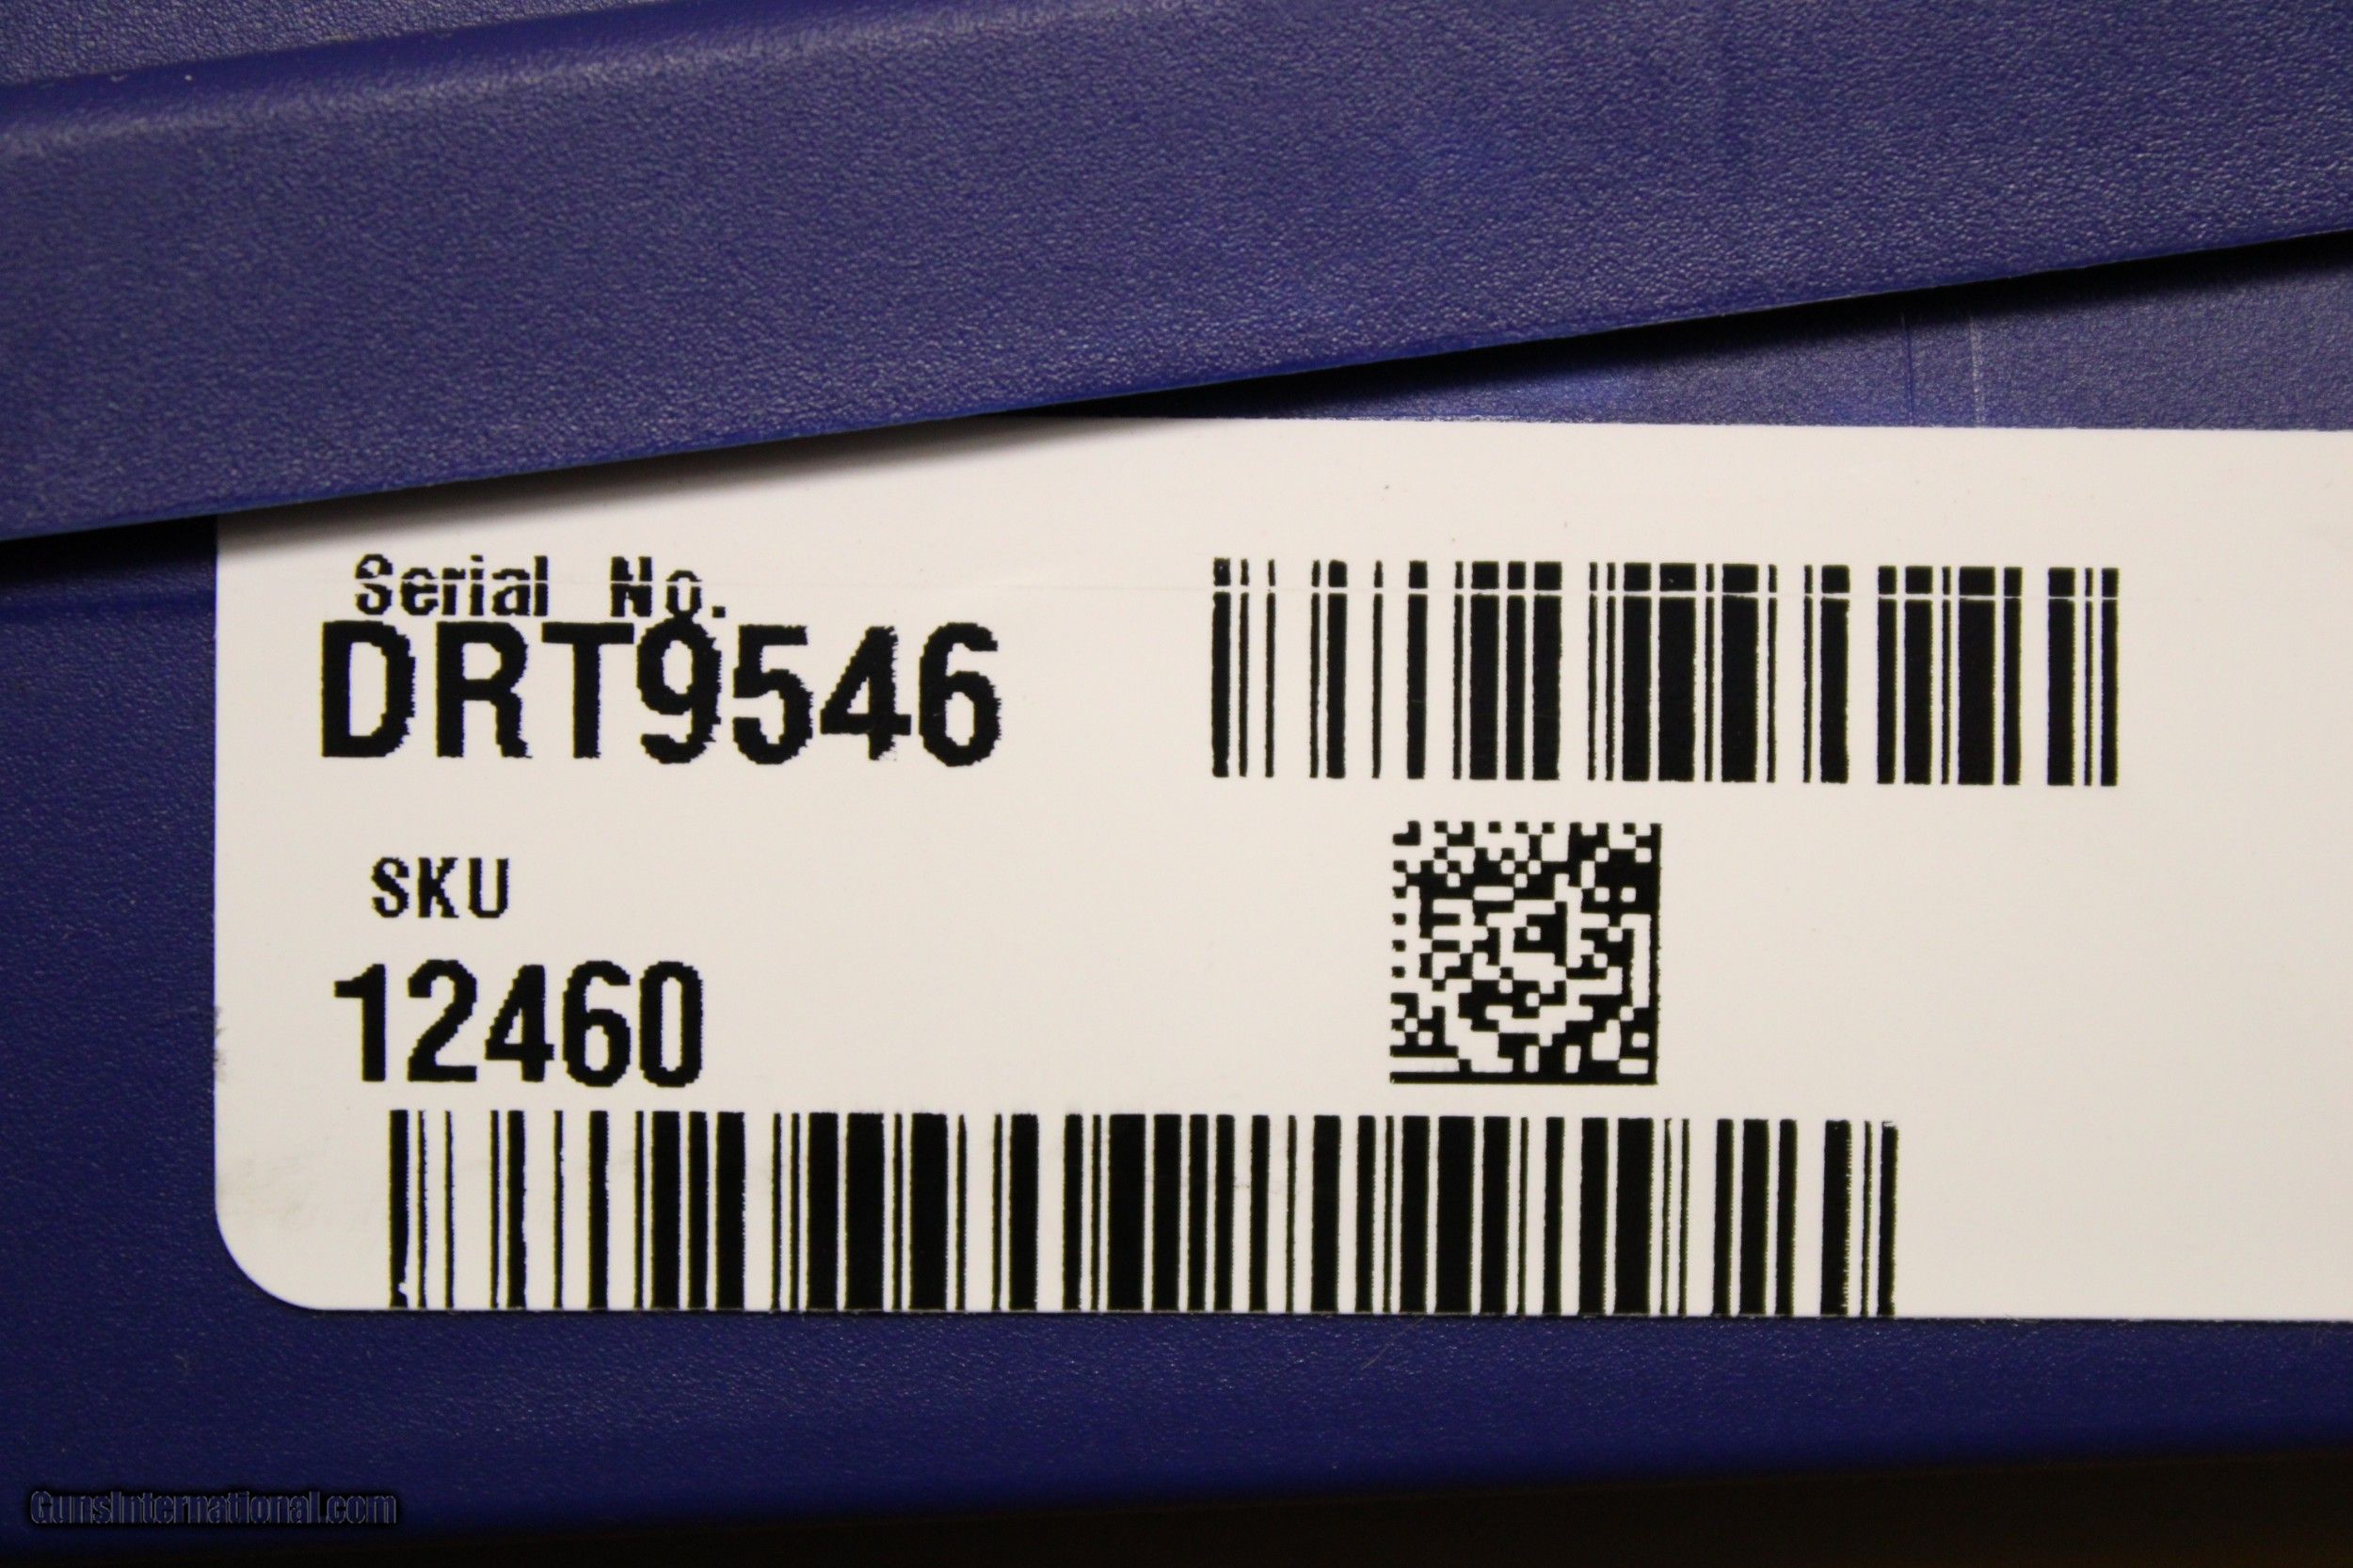 Serial No.
DRT9546
SKU
12460
GunsInternational.com